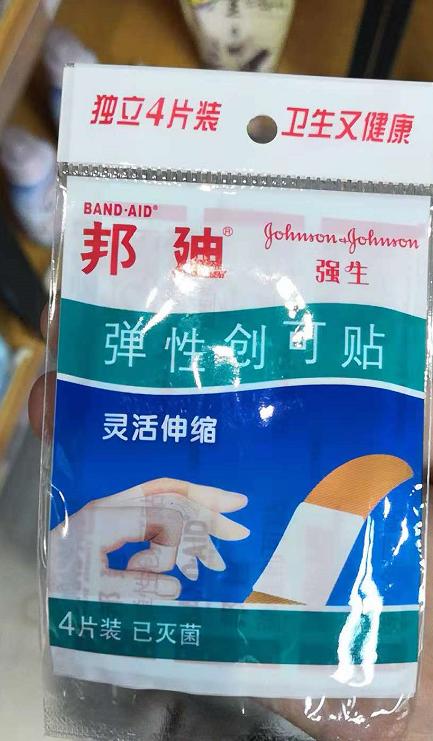 独立4片装 卫生又健康
BAND-AID®
邦迪®
Johnson & Johnson
强生
弹性创可贴
灵活伸缩
4片装 已灭菌